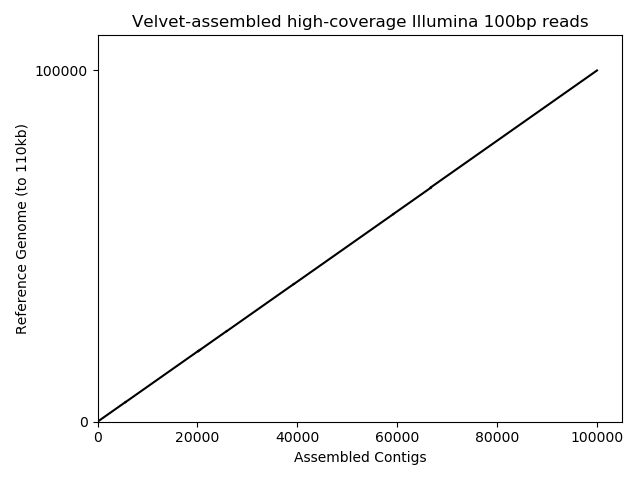 Velvet-assembled high-coverage Illumina 100bp reads
100000
Reference Genome (to 110kb)
0
0 20000 40000 60000 80000 100000
Assembled Contigs